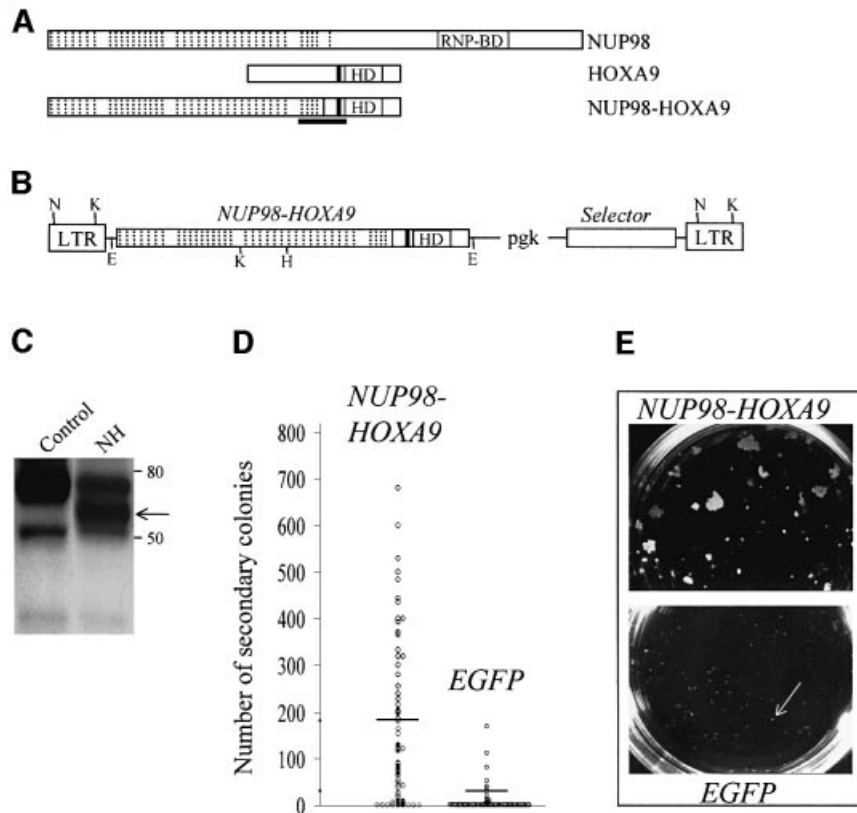 A
RNP-BD NUP98
HD HOXA9
HD NUP98-HOXA9
B
N K NUP98-HOXA9 Selector N K
LTR HD pgk LTR
E K H E
C
Control NH
80
50
D
NUP98-
HOXA9
EGFP
Number of secondary colonies
800
700
600
500
400
300
200
100
0
E
NUP98-HOXA9
EGFP